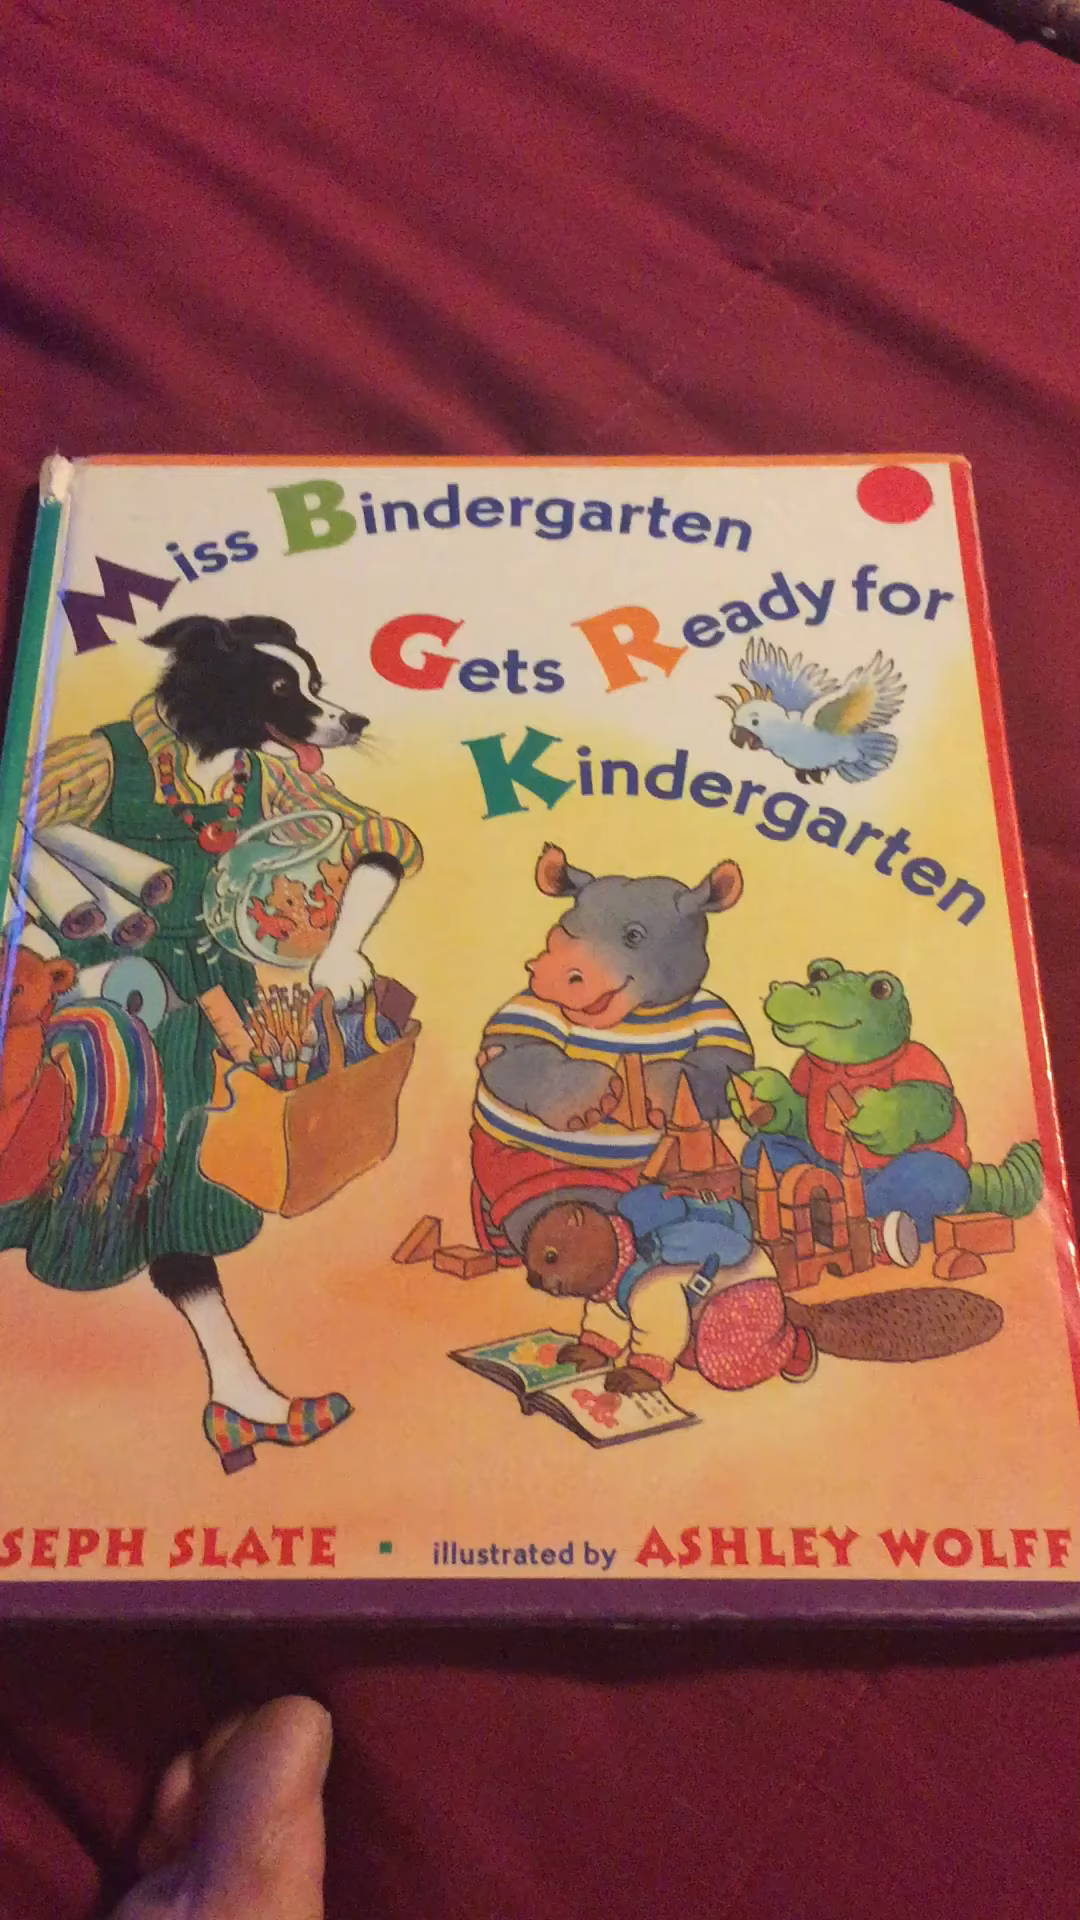 Miss Bindergarten
Gets Ready for
Kindergarten
SEPH SLATE ▪ illustrated by ASHLEY WOLFF